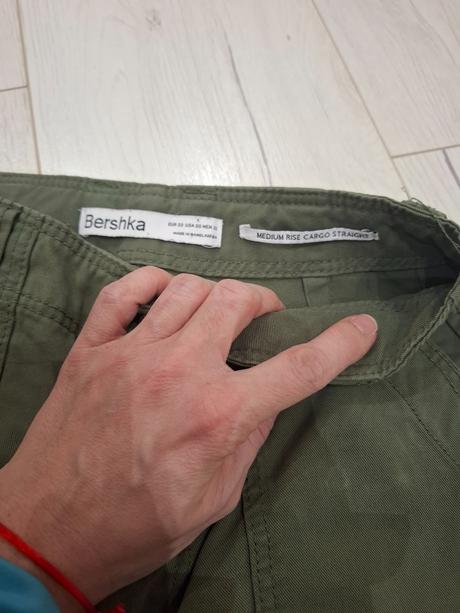 Bershka
MADE IN BANGLADESH
MEDIUM RISE CARGO STRAIGHT